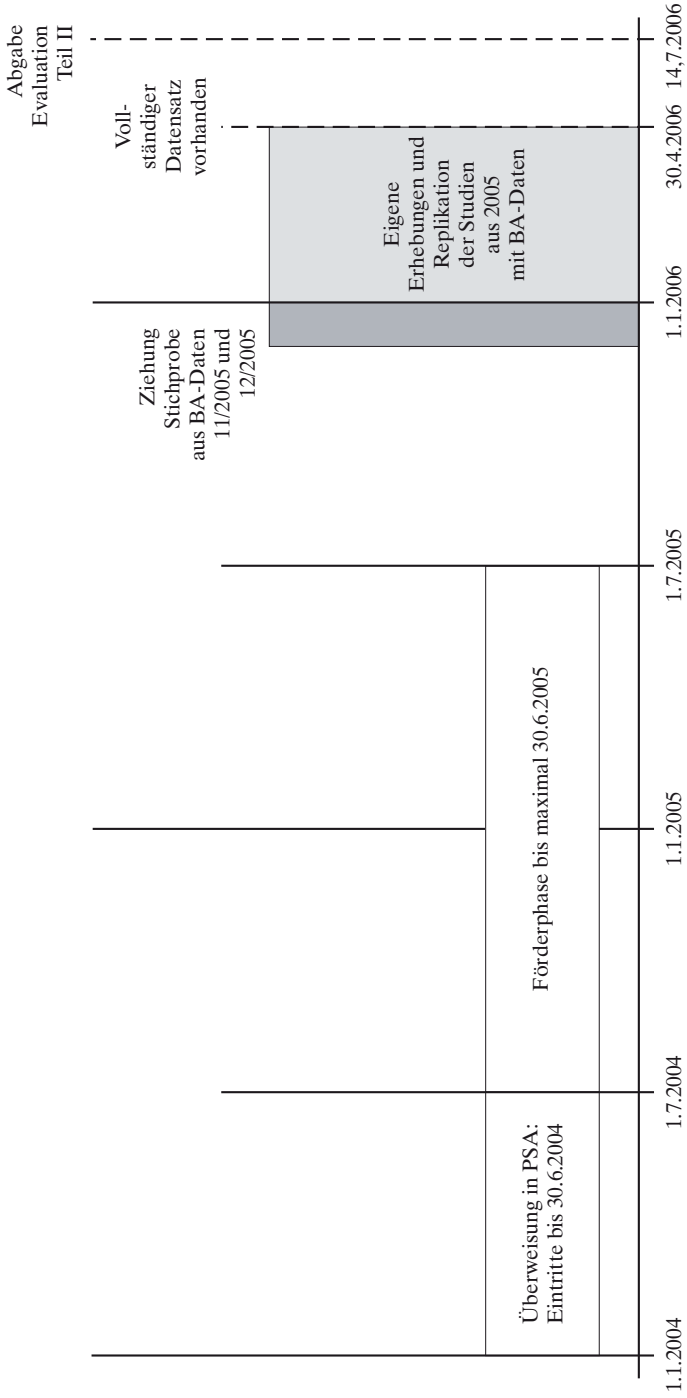 Abgabe
Evaluation
Teil II
Voll-
ständiger
Datensatz
vorhanden
Ziehung
Stichprobe
aus BA-Daten
11/2005 und
12/2005
Eigene
Erhebungen und
Replikation
der Studien
aus 2005
mit BA-Daten
Überweisung in PSA:
Eintritte bis 30.6.2004
Förderphase bis maximal 30.6.2005
1.1.2004
1.7.2004
1.1.2005
1.7.2005
1.1.2006
30.4.2006
14,7.2006